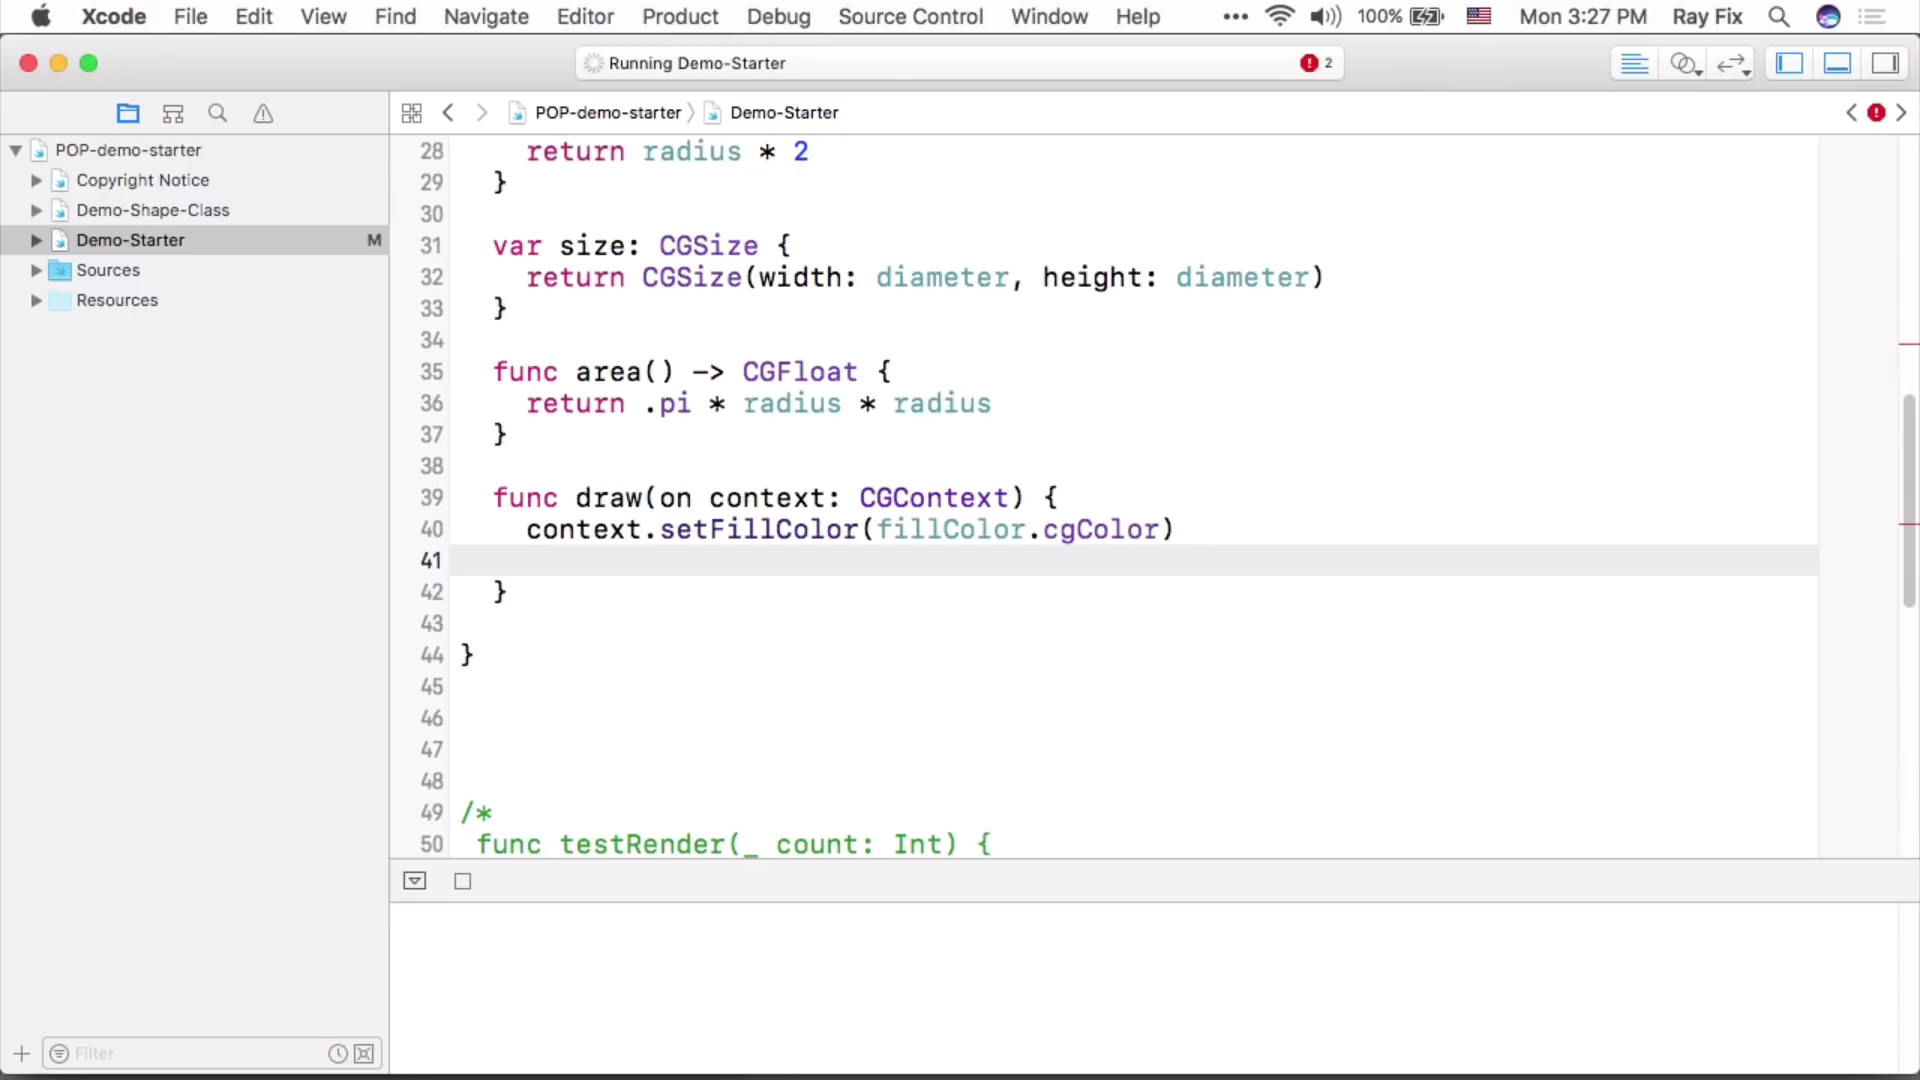 Xcode File Edit View Find Navigate Editor Product Debug Source Control Window Help ••• 100% Mon 3:27 PM Ray Fix
Running Demo-Starter 2
POP-demo-starter Demo-Starter
POP-demo-starter
Copyright Notice
Demo-Shape-Class
Demo-Starter M
Sources
Resources
28 return radius * 2
29 }
30
31 var size: CGSize {
32 return CGSize(width: diameter, height: diameter)
33 }
34
35 func area() -> CGFloat {
36 return .pi * radius * radius
37 }
38
39 func draw(on context: CGContext) {
40 context.setFillColor(fillColor.cgColor)
41
42 }
43
44 }
45
46
47
48
49 /*
50 func testRender(_ count: Int) {
Filter